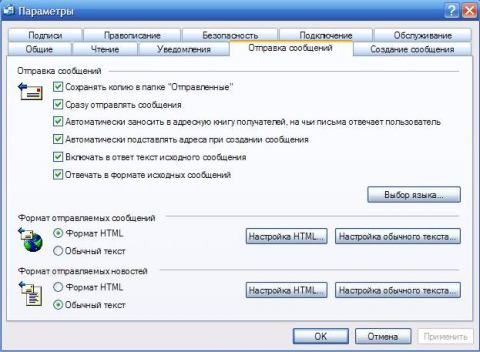 Параметры
Подписи Правописание Безопасность Подключение Обслуживание
Общие Чтение Уведомления Отправка сообщений Создание сообщения
Отправка сообщений
Сохранять копию в папке "Отправленные"
Сразу отправлять сообщения
Автоматически заносить в адресную книгу получателей, на чьи письма отвечает пользователь
Автоматически подставлять адреса при создании сообщения
Включать в ответ текст исходного сообщения
Отвечать в формате исходных сообщений
Выбор языка...
Формат отправляемых сообщений
Формат HTML Настройка HTML... Настройка обычного текста...
Обычный текст
Формат отправляемых новостей
Формат HTML Настройка HTML... Настройка обычного текста...
Обычный текст
OK Отмена Применить